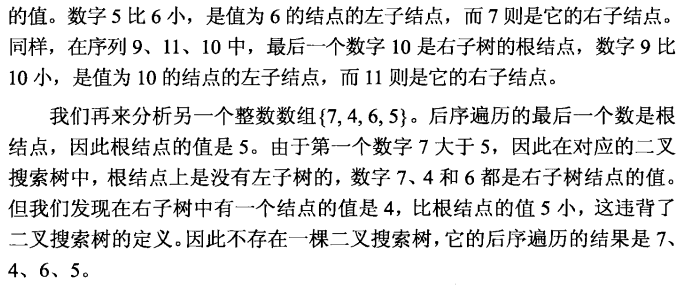 的值。数字 5 比 6 小，是值为 6 的结点的左子结点，而 7 则是它的右子结点。
同样，在序列 9、11、10 中，最后一个数字 10 是右子树的根结点，数字 9 比
10 小，是值为 10 的结点的左子结点，而 11 则是它的右子结点。
我们再来分析另一个整数数组{7, 4, 6, 5}。后序遍历的最后一个数是根
结点，因此根结点的值是 5。由于第一个数字 7 大于 5，因此在对应的二叉
搜索树中，根结点上是没有左子树的，数字 7、4 和 6 都是右子树结点的值。
但我们发现在右子树中有一个结点的值是 4，比根结点的值 5 小，这违背了
二叉搜索树的定义。因此不存在一棵二叉搜索树，它的后序遍历的结果是 7、
4、6、5。